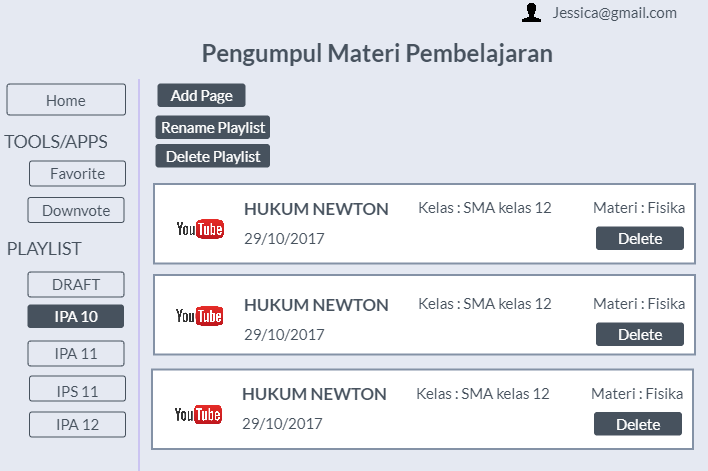 Jessica@gmail.com
Pengumpul Materi Pembelajaran
Home
TOOLS/APPS
Favorite
Downvote
PLAYLIST
DRAFT
IPA 10
IPA 11
IPS 11
IPA 12
Add Page
Rename Playlist
Delete Playlist
YouTube
HUKUM NEWTON
Kelas : SMA kelas 12
Materi : Fisika
29/10/2017
Delete
YouTube
HUKUM NEWTON
Kelas : SMA kelas 12
Materi : Fisika
29/10/2017
Delete
YouTube
HUKUM NEWTON
Kelas : SMA kelas 12
Materi : Fisika
29/10/2017
Delete